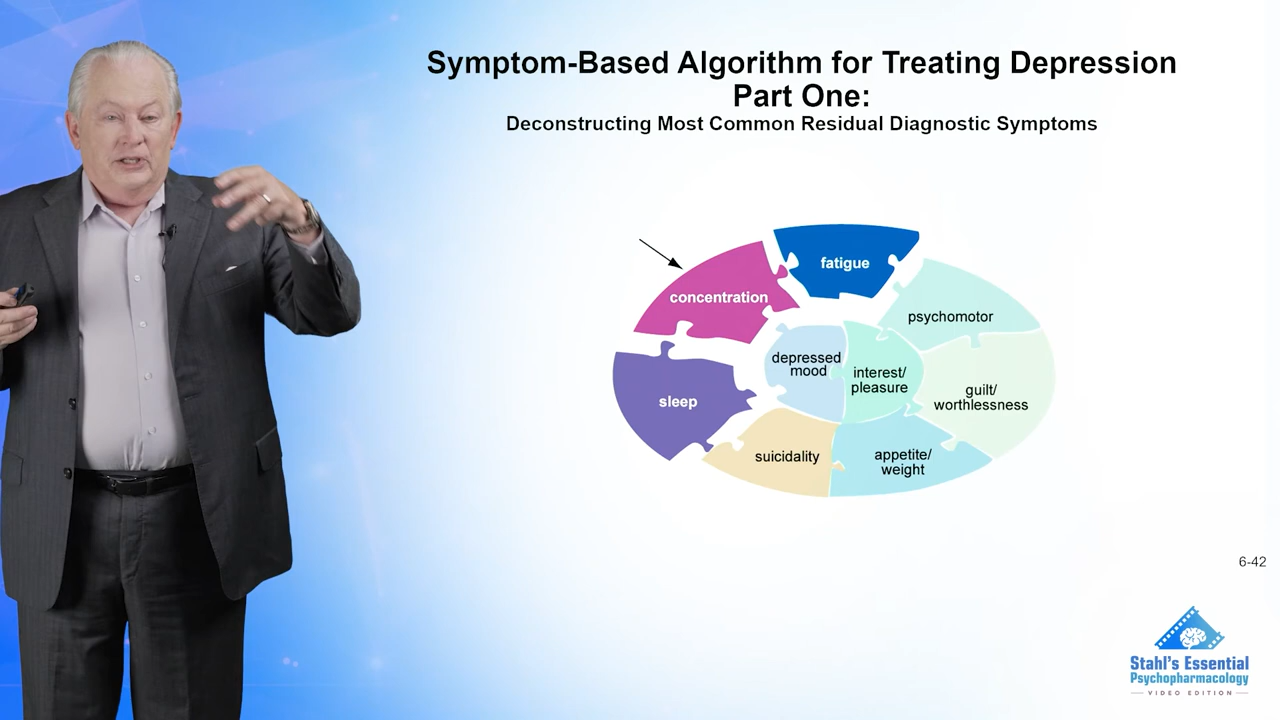 Symptom-Based Algorithm for Treating Depression
Part One:
Deconstructing Most Common Residual Diagnostic Symptoms
fatigue
concentration
psychomotor
depressed
mood
interest/
pleasure
guilt/
worthlessness
sleep
suicidality
appetite/
weight
6-42
Stahl's Essential
Psychopharmacology
VIDEO EDITION